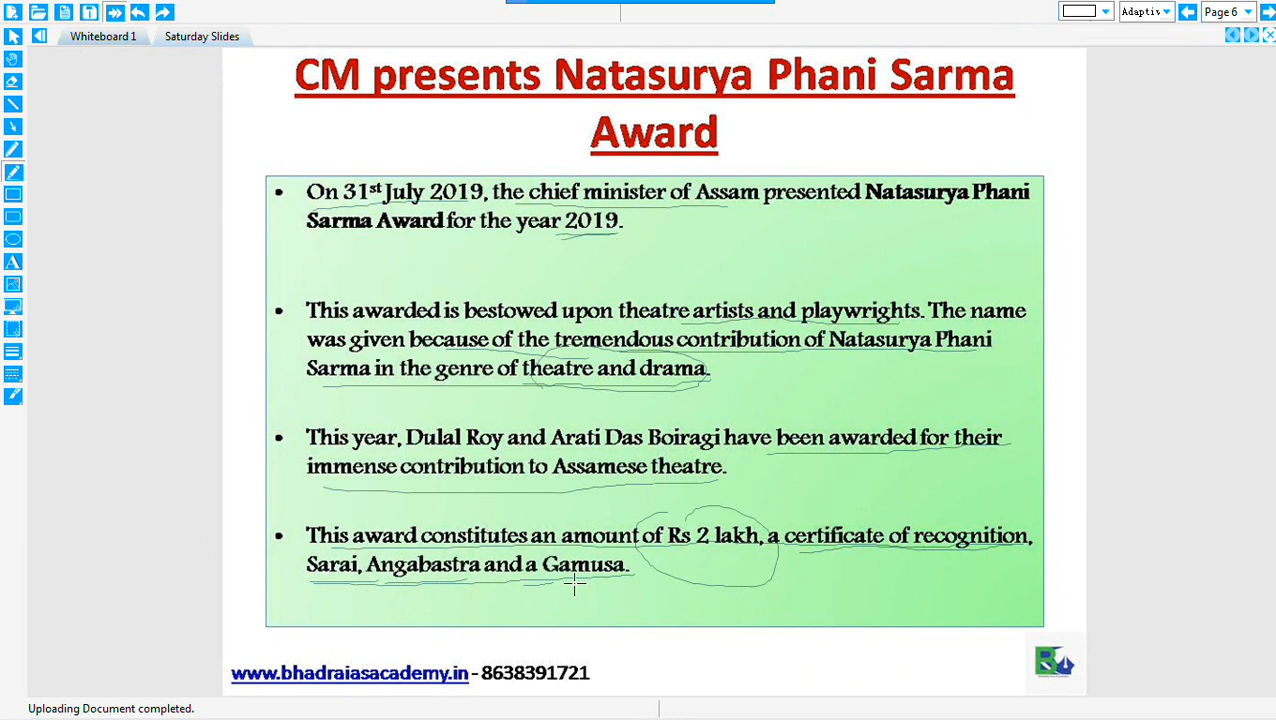 Adaptiv
Page 6
Whiteboard 1
Saturday Slides
CM presents Natasurya Phani Sarma
Award
• On 31st July 2019, the chief minister of Assam presented Natasurya Phani
Sarma Award for the year 2019.
• This awarded is bestowed upon theatre artists and playwrights. The name
was given because of the tremendous contribution of Natasurya Phani
Sarma in the genre of theatre and drama.
• This year, Dulal Roy and Arati Das Boiragi have been awarded for their
immense contribution to Assamese theatre.
• This award constitutes an amount of Rs 2 lakh, a certificate of recognition,
Sarai, Angabastra and a Gamusa.
www.bhadraiasacademy.in - 8638391721
Uploading Document completed.